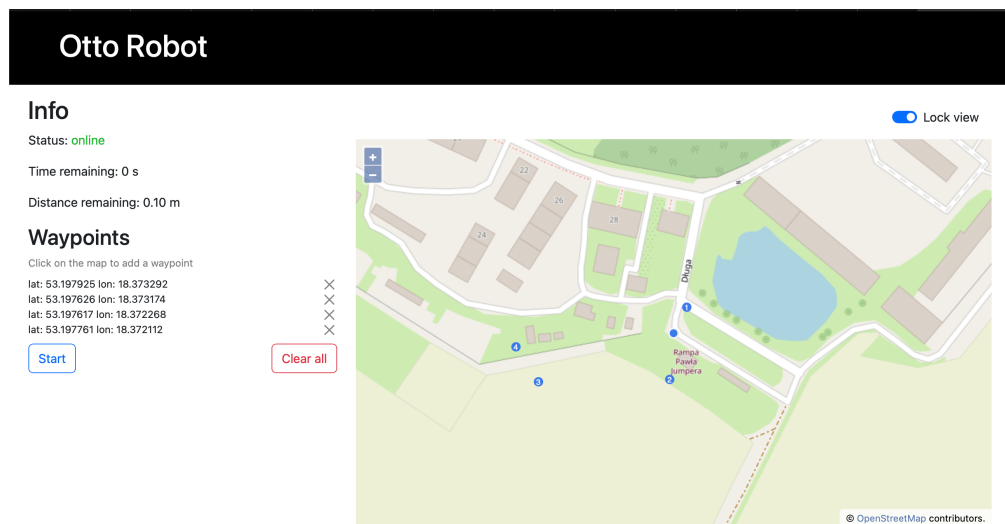 Otto Robot
Info
Status: online
Time remaining: 0 s
Distance remaining: 0.10 m
Waypoints
Click on the map to add a waypoint
lat: 53.197925 lon: 18.373292
lat: 53.197626 lon: 18.373174
lat: 53.197617 lon: 18.372268
lat: 53.197761 lon: 18.372112
Start
Clear all
Lock view
+
−
22
26
24
28
Długa
1
Rampa
Pawła
Jumpera
4
3
2
© OpenStreetMap contributors.